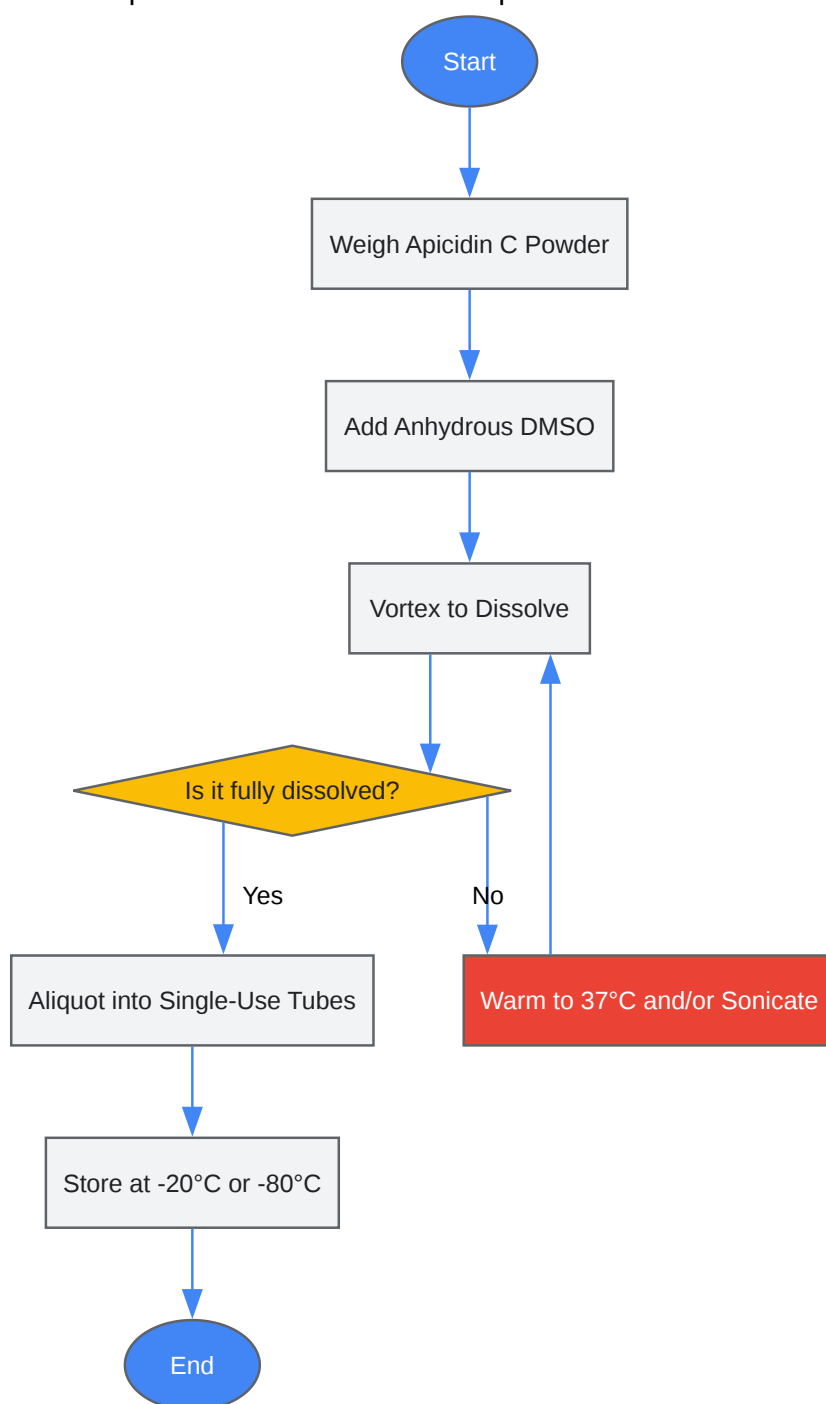 Start
Weigh Apicidin C Powder
Add Anhydrous DMSO
Vortex to Dissolve
Is it fully dissolved?
Yes
No
Aliquot into Single-Use Tubes
Warm to 37°C and/or Sonicate
Store at -20°C or -80°C
End